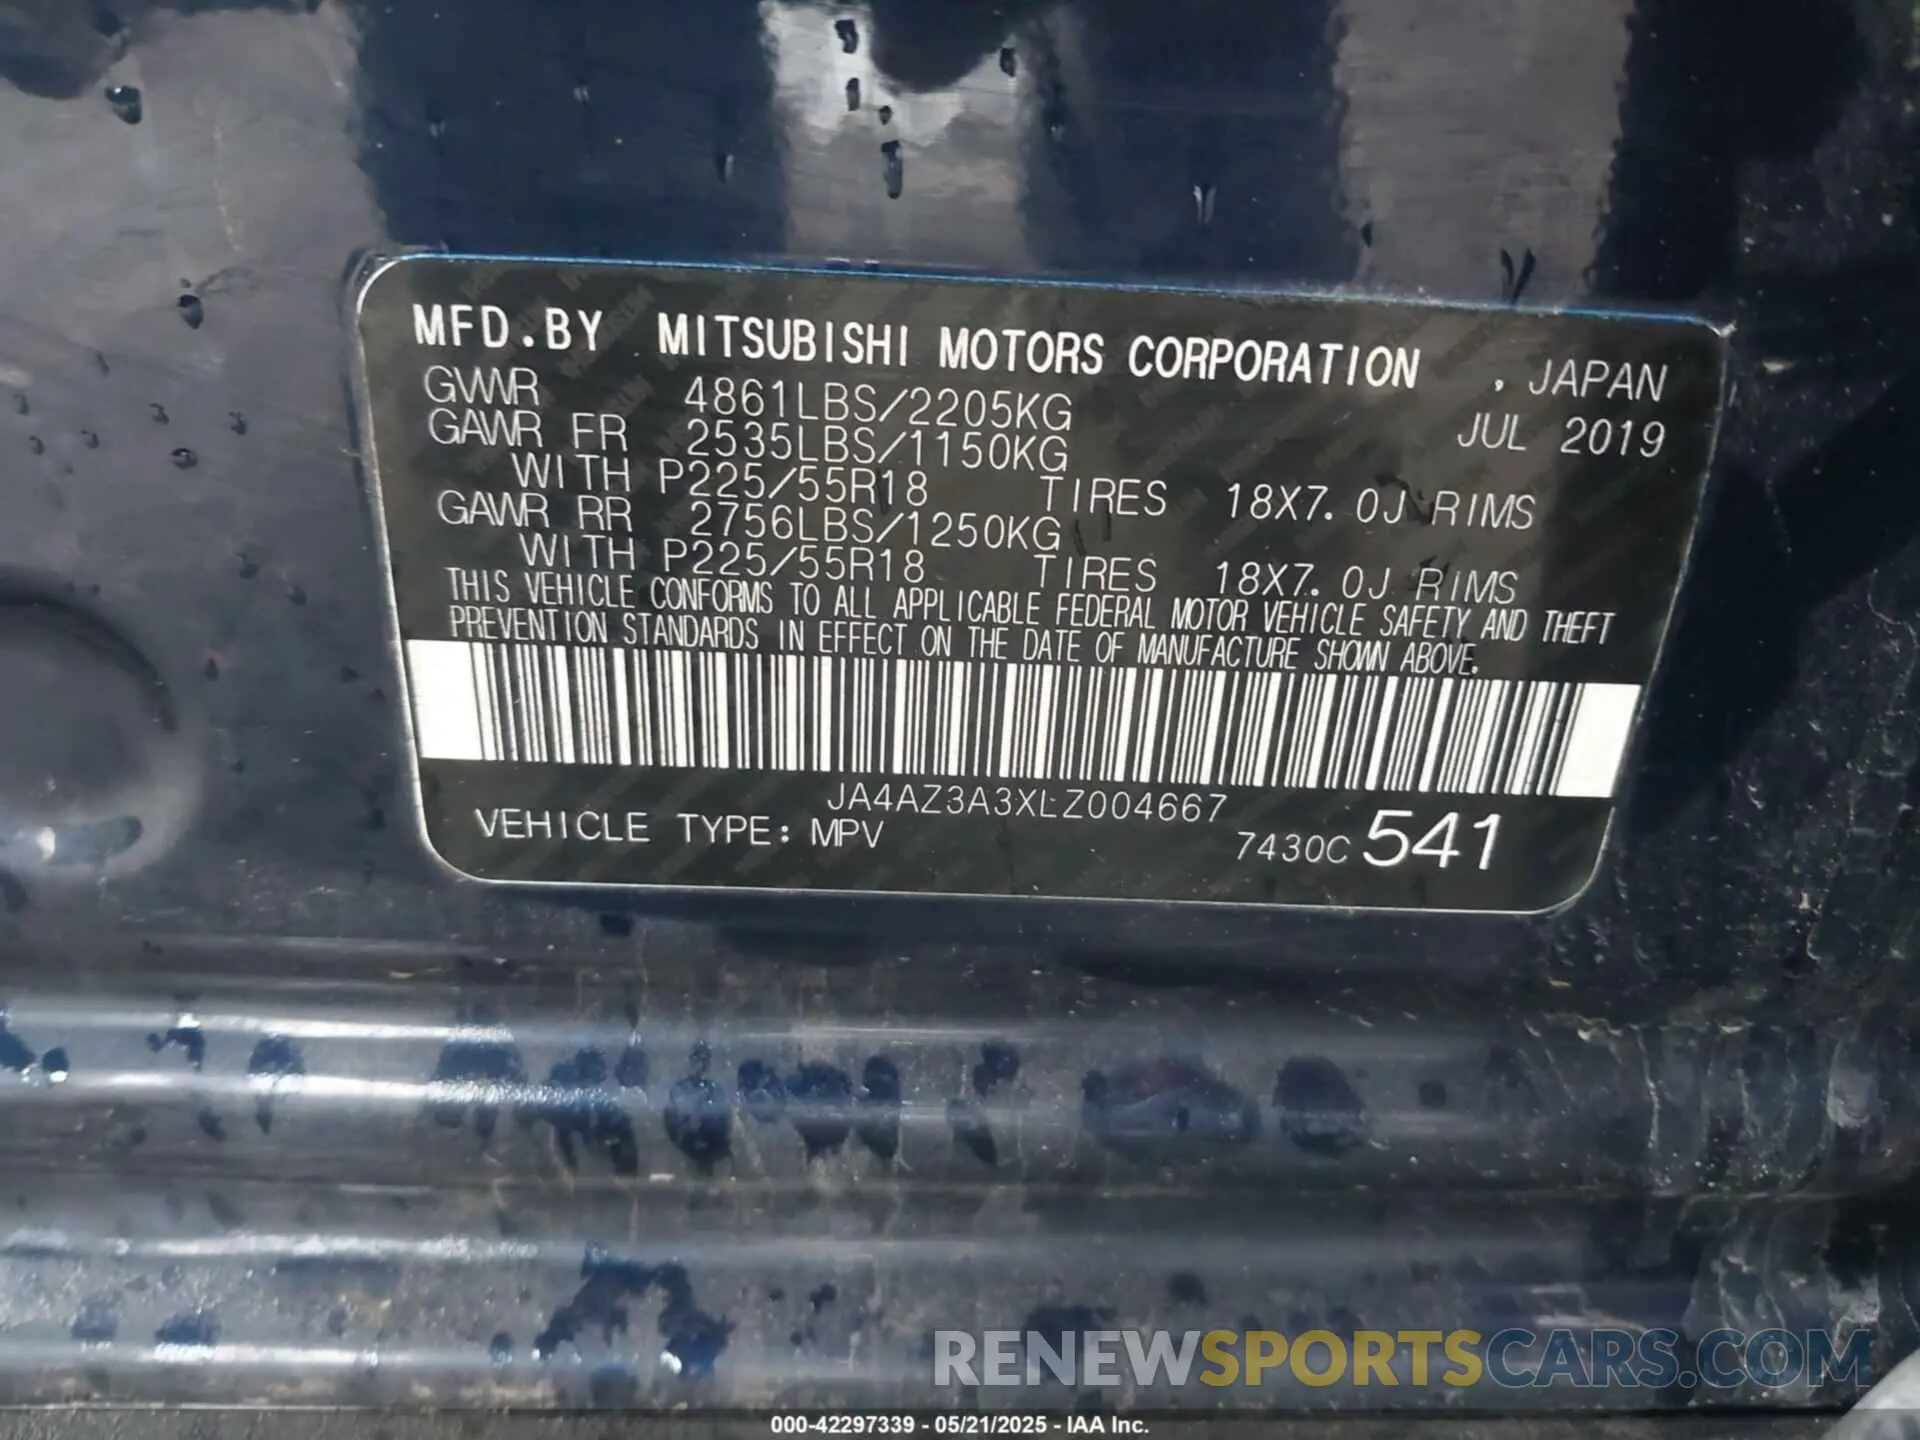 MFD.BY MITSUBISHI MOTORS CORPORATION , JAPAN
GVWR 4861LBS/2205KG JUL 2019
GAWR FR 2535LBS/1150KG
WITH P225/55R18 TIRES 18X7.0J RIMS
GAWR RR 2756LBS/1250KG
WITH P225/55R18 TIRES 18X7.0J RIMS
THIS VEHICLE CONFORMS TO ALL APPLICABLE FEDERAL MOTOR VEHICLE SAFETY AND THEFT
PREVENTION STANDARDS IN EFFECT ON THE DATE OF MANUFACTURE SHOWN ABOVE.
JA4AZ3A3XLZ004667
VEHICLE TYPE: MPV 7430C 541
RENEWSPORTSCARS.COM
000-42297339 - 05/21/2025 - IAA Inc.